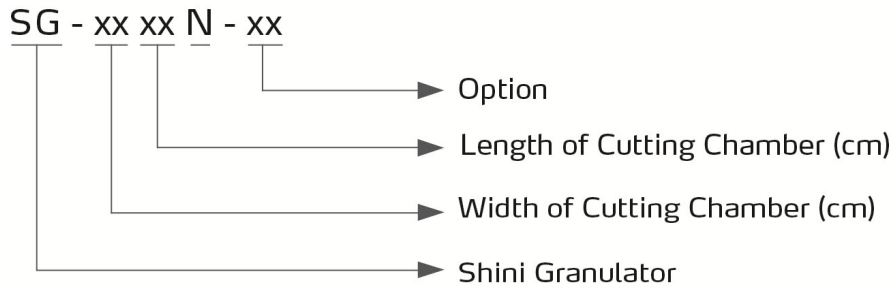 SG - xx xx N - xx
Option
Length of Cutting Chamber (cm)
Width of Cutting Chamber (cm)
Shini Granulator